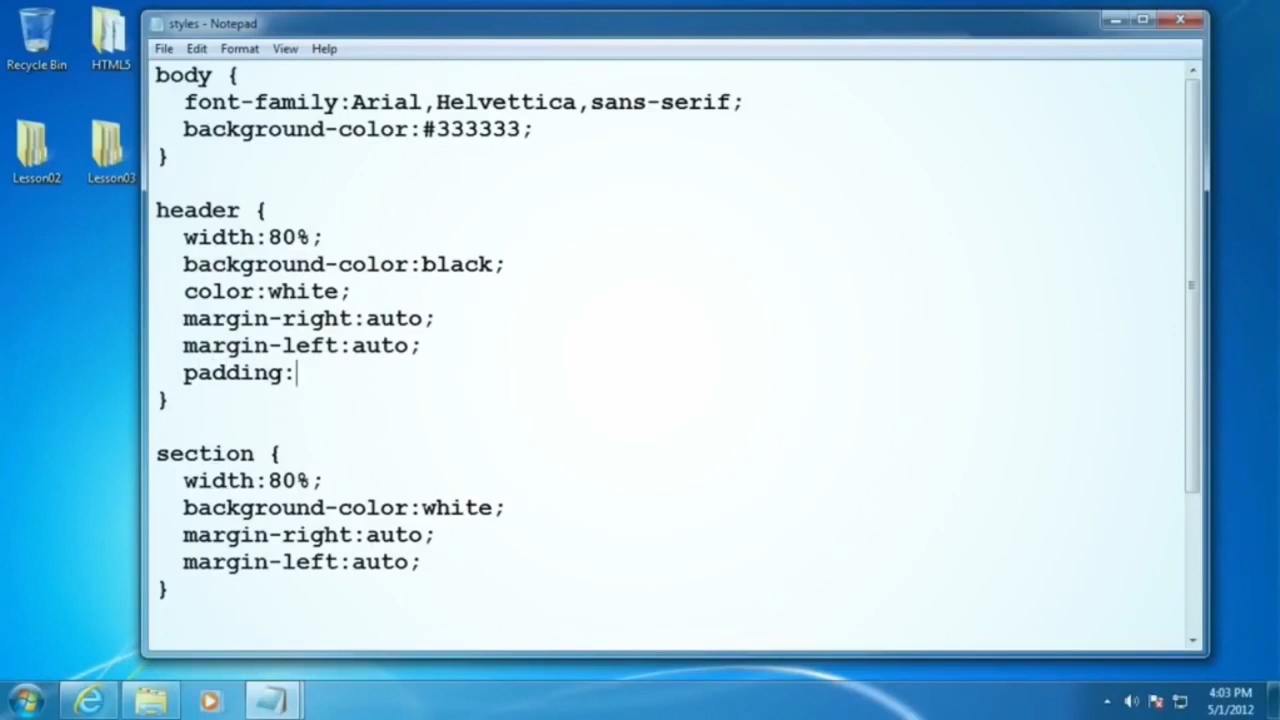 Recycle Bin
HTML5
Lesson02
Lesson03
styles - Notepad
File Edit Format View Help
body {
font-family:Arial,Helvettica,sans-serif;
background-color:#333333;
}
header {
width:80%;
background-color:black;
color:white;
margin-right:auto;
margin-left:auto;
padding:
}
section {
width:80%;
background-color:white;
margin-right:auto;
margin-left:auto;
}
4:03 PM
5/1/2012